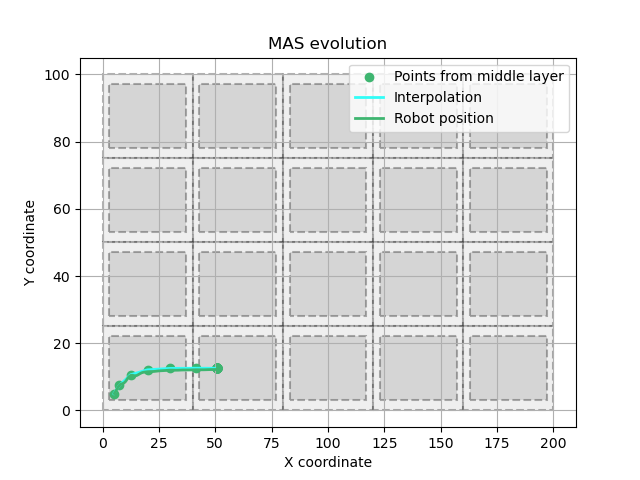 MAS evolution
Points from middle layer
Interpolation
Robot position
100
80
60
40
20
0
Y coordinate
0 25 50 75 100 125 150 175 200
X coordinate